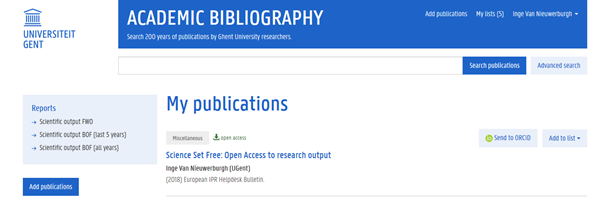 UNIVERSITEIT
GENT
ACADEMIC BIBLIOGRAPHY
Search 200 years of publications by Ghent University researchers.
Add publications My lists (5) Inge Van Nieuwerburgh
Search publications Advanced search
Reports
Scientific output FWO
Scientific output BOF (last 5 years)
Scientific output BOF (all years)
Add publications
My publications
Miscellaneous open access
iD Send to ORCID Add to list
Science Set Free: Open Access to research output
Inge Van Nieuwerburgh (UGent)
(2018) European IPR Helpdesk Bulletin